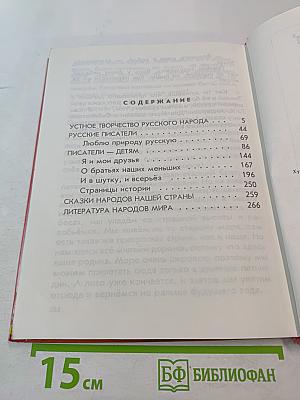 СОДЕРЖАНИЕ
УСТНОЕ ТВОРЧЕСТВО РУССКОГО НАРОДА . . 5
РУССКИЕ ПИСАТЕЛИ . . . . . . . . . . . . 44
Люблю природу русскую . . . . . . . . 69
ПИСАТЕЛИ — ДЕТЯМ . . . . . . . . . . . . 86
Я и мои друзья . . . . . . . . . . . . 144
О братьях наших меньших . . . . . . . 167
И в шутку, и всерьёз . . . . . . . . . 196
Страницы истории . . . . . . . . . . . 250
СКАЗКИ НАРОДОВ НАШЕЙ СТРАНЫ . . . . . 259
ЛИТЕРАТУРА НАРОДОВ МИРА . . . . . . . . 266
15 см
БФ БИБЛИОФАН